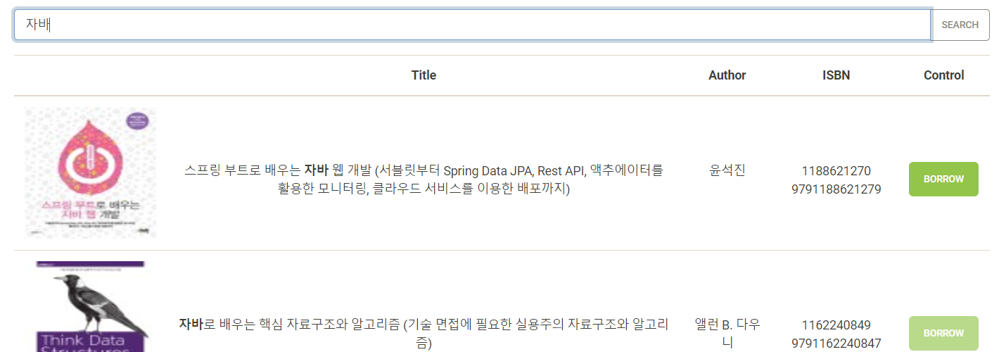 자바
SEARCH
Title Author ISBN Control
스프링 부트로 배우는
자바 웹 개발
스프링 부트로 배우는 자바 웹 개발 (서블릿부터 Spring Data JPA, Rest API, 액추에이터를
활용한 모니터링, 클라우드 서비스를 이용한 배포까지)
윤석진
1188621270
9791188621279
BORROW
Think Data
Structures
자바로 배우는 핵심 자료구조와 알고리즘 (기술 면접에 필요한 실용주의 자료구조와 알고리
즘)
앨런 B. 다우
니
1162240849
9791162240847
BORROW